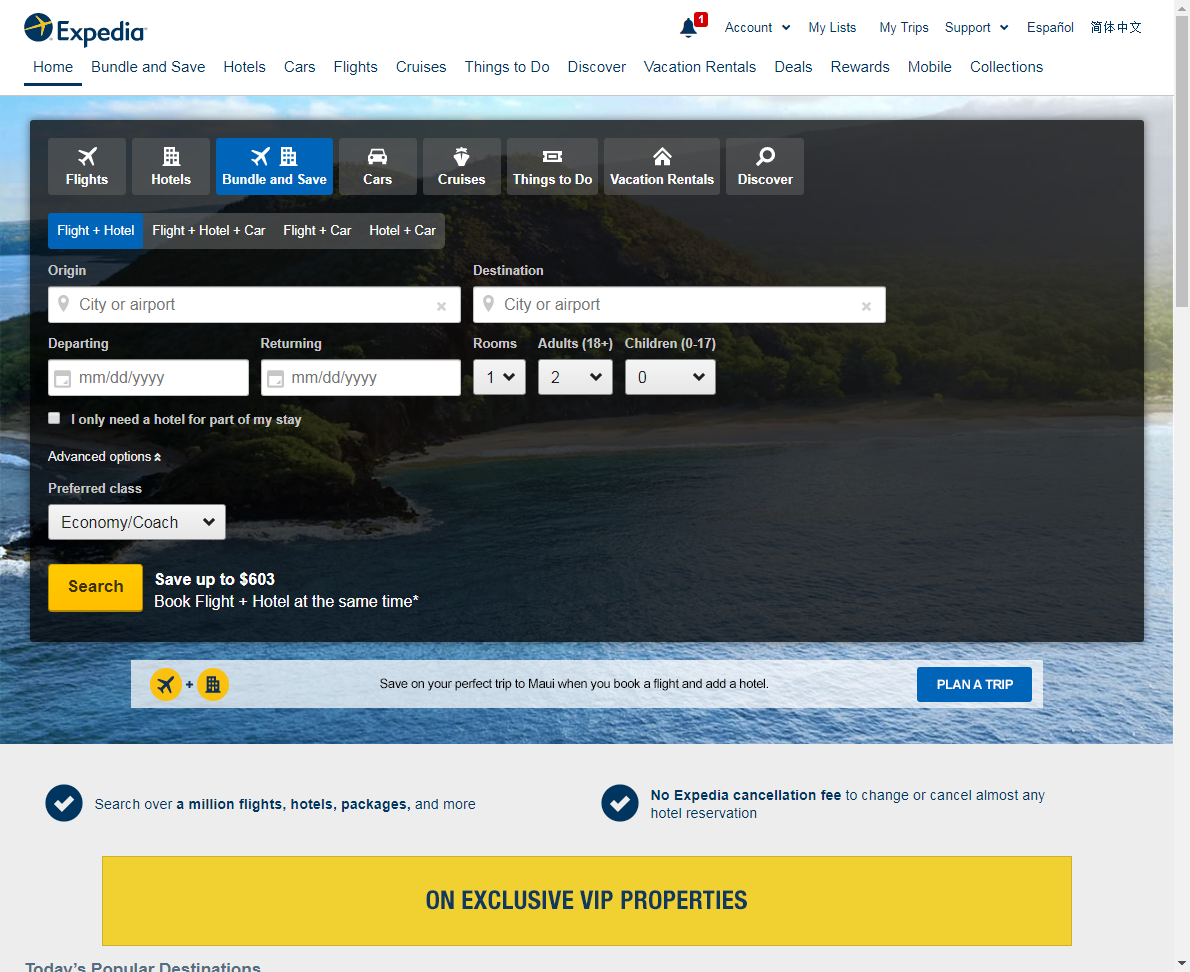 Expedia
1
Account
My Lists
My Trips
Support
Español
简体中文
Home
Bundle and Save
Hotels
Cars
Flights
Cruises
Things to Do
Discover
Vacation Rentals
Deals
Rewards
Mobile
Collections
Flights
Hotels
Bundle and Save
Cars
Cruises
Things to Do
Vacation Rentals
Discover
Flight + Hotel
Flight + Hotel + Car
Flight + Car
Hotel + Car
Origin
Destination
City or airport
City or airport
Departing
Returning
Rooms
Adults (18+)
Children (0-17)
mm/dd/yyyy
mm/dd/yyyy
1
2
0
I only need a hotel for part of my stay
Advanced options
Preferred class
Economy/Coach
Search
Save up to $603
Book Flight + Hotel at the same time*
Save on your perfect trip to Maui when you book a flight and add a hotel.
PLAN A TRIP
Search over a million flights, hotels, packages, and more
No Expedia cancellation fee to change or cancel almost any
hotel reservation
ON EXCLUSIVE VIP PROPERTIES
Today's Popular Destinations